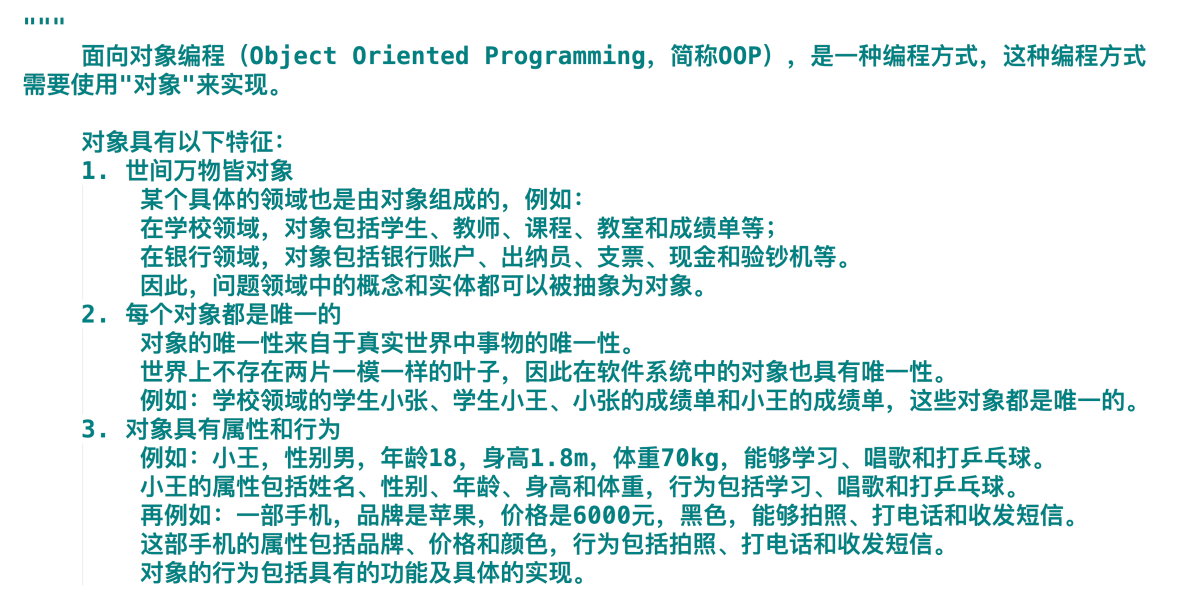 """
面向对象编程（Object Oriented Programming，简称OOP），是一种编程方式，这种编程方式
需要使用"对象"来实现。
对象具有以下特征：
1. 世间万物皆对象
某个具体的领域也是由对象组成的，例如：
在学校领域，对象包括学生、教师、课程、教室和成绩单等；
在银行领域，对象包括银行账户、出纳员、支票、现金和验钞机等。
因此，问题领域中的概念和实体都可以被抽象为对象。
2. 每个对象都是唯一的
对象的唯一性来自于真实世界中事物的唯一性。
世界上不存在两片一模一样的叶子，因此在软件系统中的对象也具有唯一性。
例如：学校领域的学生小张、学生小王、小张的成绩单和小王的成绩单，这些对象都是唯一的。
3. 对象具有属性和行为
例如：小王，性别男，年龄18，身高1.8m，体重70kg，能够学习、唱歌和打乒乓球。
小王的属性包括姓名、性别、年龄、身高和体重，行为包括学习、唱歌和打乒乓球。
再例如：一部手机，品牌是苹果，价格是6000元，黑色，能够拍照、打电话和收发短信。
这部手机的属性包括品牌、价格和颜色，行为包括拍照、打电话和收发短信。
对象的行为包括具有的功能及具体的实现。